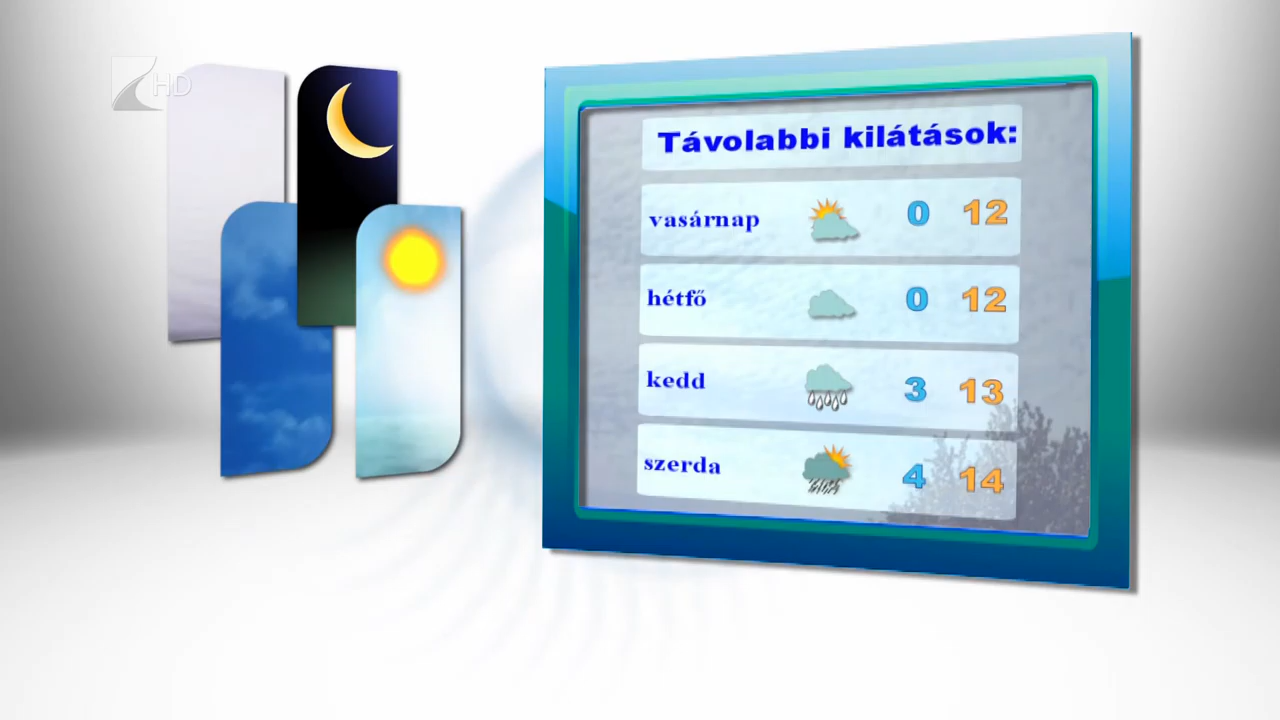 HD
Távolabbi kilátások:
vasárnap 0 12
hétfő 0 12
kedd 3 13
szerda 4 14